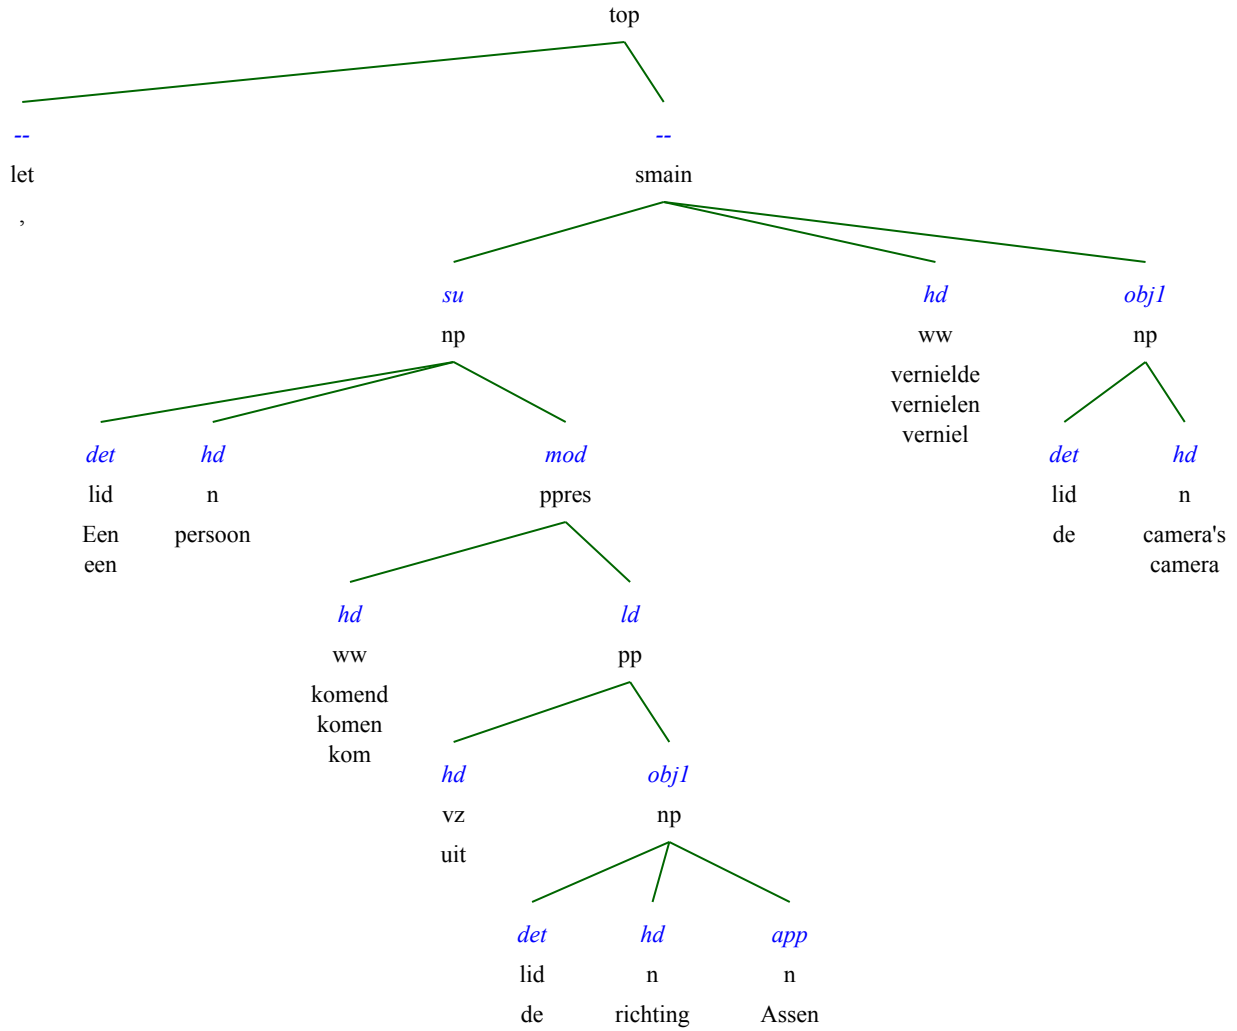 top
-- --
let smain
,
su hd obj1
np ww np
vernielde
vernielen
verniel
det hd mod det hd
lid n ppres lid n
Een persoon de camera's
een camera
hd ld
ww pp
komend
komen
kom
hd obj1
vz np
uit
det hd app
lid n n
de richting Assen